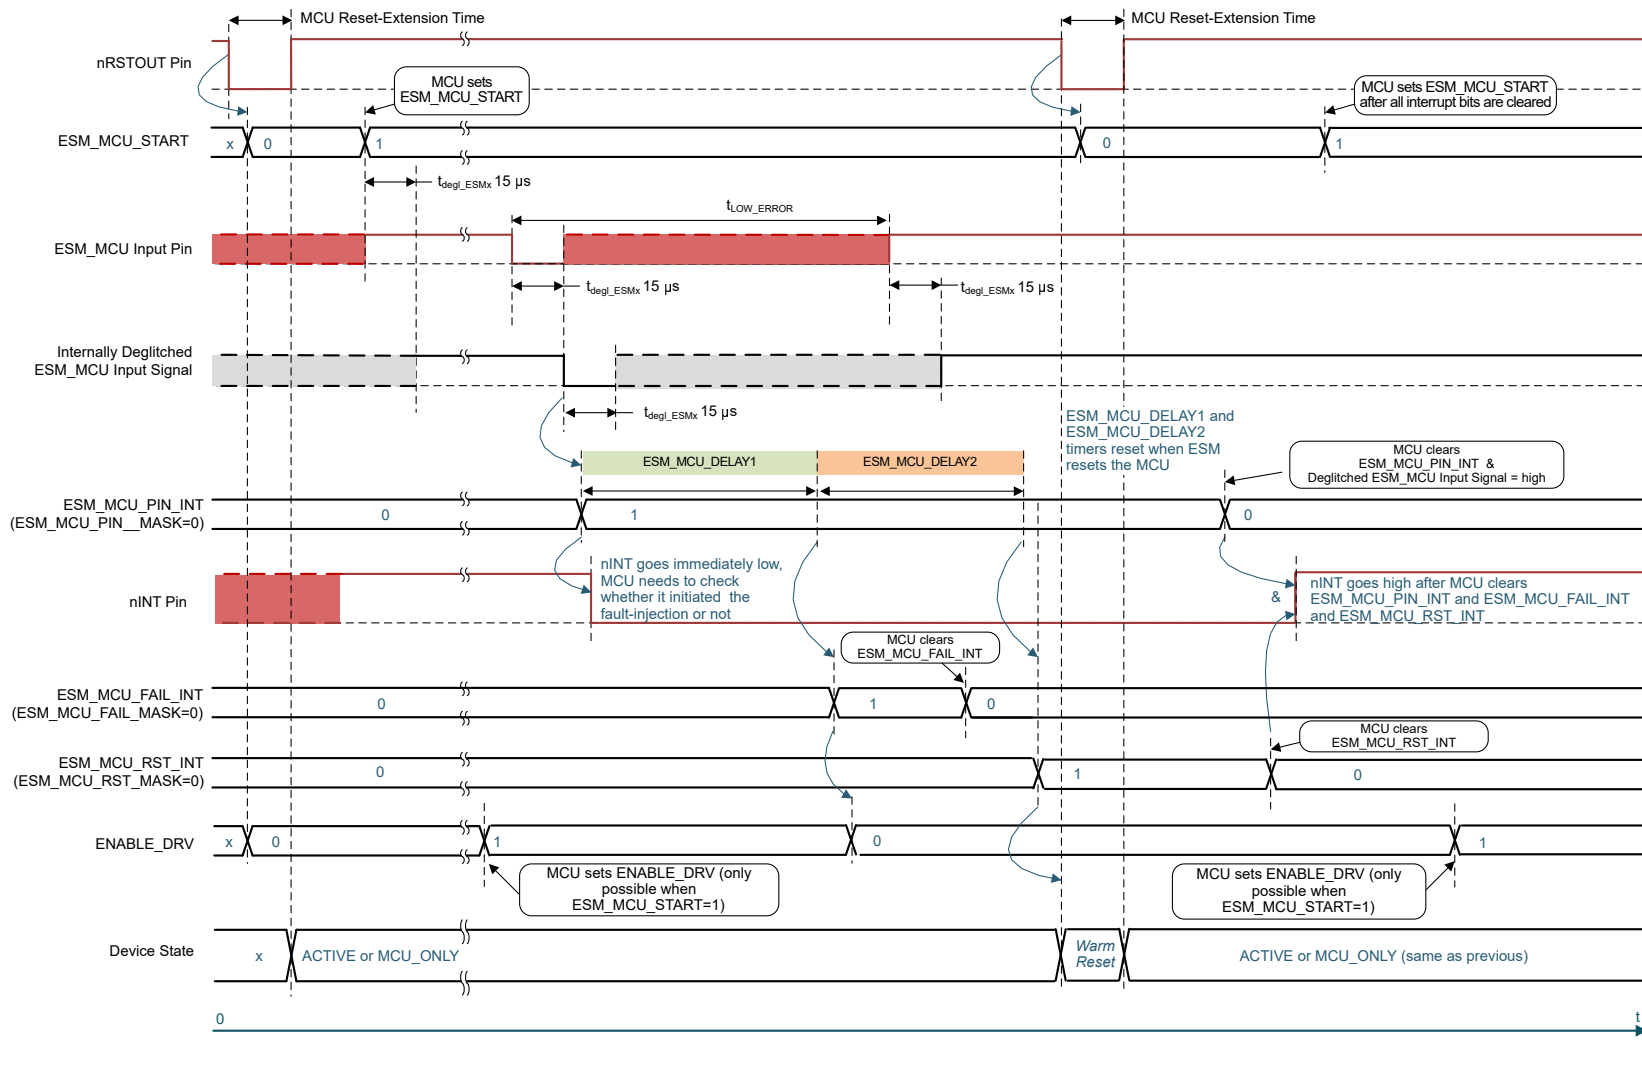 MCU Reset-Extension Time
MCU Reset-Extension Time
nRSTOUT Pin
MCU sets
ESM_MCU_START
MCU sets ESM_MCU_START
after all interrupt bits are cleared
ESM_MCU_START
x
0
1
0
1
tdegl_ESMx 15 µs
tLOW_ERROR
ESM_MCU Input Pin
tdegl_ESMx 15 µs
tdegl_ESMx 15 µs
Internally Deglitched
ESM_MCU Input Signal
tdegl_ESMx 15 µs
ESM_MCU_DELAY1 and
ESM_MCU_DELAY2
timers reset when ESM
resets the MCU
ESM_MCU_DELAY1
ESM_MCU_DELAY2
MCU clears
ESM_MCU_PIN_INT &
Deglitched ESM_MCU Input Signal = high
ESM_MCU_PIN_INT
(ESM_MCU_PIN__MASK=0)
0
1
0
nINT Pin
nINT goes immediately low,
MCU needs to check
whether it initiated the
fault-injection or not
&
nINT goes high after MCU clears
ESM_MCU_PIN_INT and ESM_MCU_FAIL_INT
and ESM_MCU_RST_INT
MCU clears
ESM_MCU_FAIL_INT
ESM_MCU_FAIL_INT
(ESM_MCU_FAIL_MASK=0)
0
1
0
MCU clears
ESM_MCU_RST_INT
ESM_MCU_RST_INT
(ESM_MCU_RST_MASK=0)
0
1
0
ENABLE_DRV
x
0
1
0
1
MCU sets ENABLE_DRV (only
possible when
ESM_MCU_START=1)
MCU sets ENABLE_DRV (only
possible when
ESM_MCU_START=1)
Device State
x
ACTIVE or MCU_ONLY
Warm
Reset
ACTIVE or MCU_ONLY (same as previous)
0
t